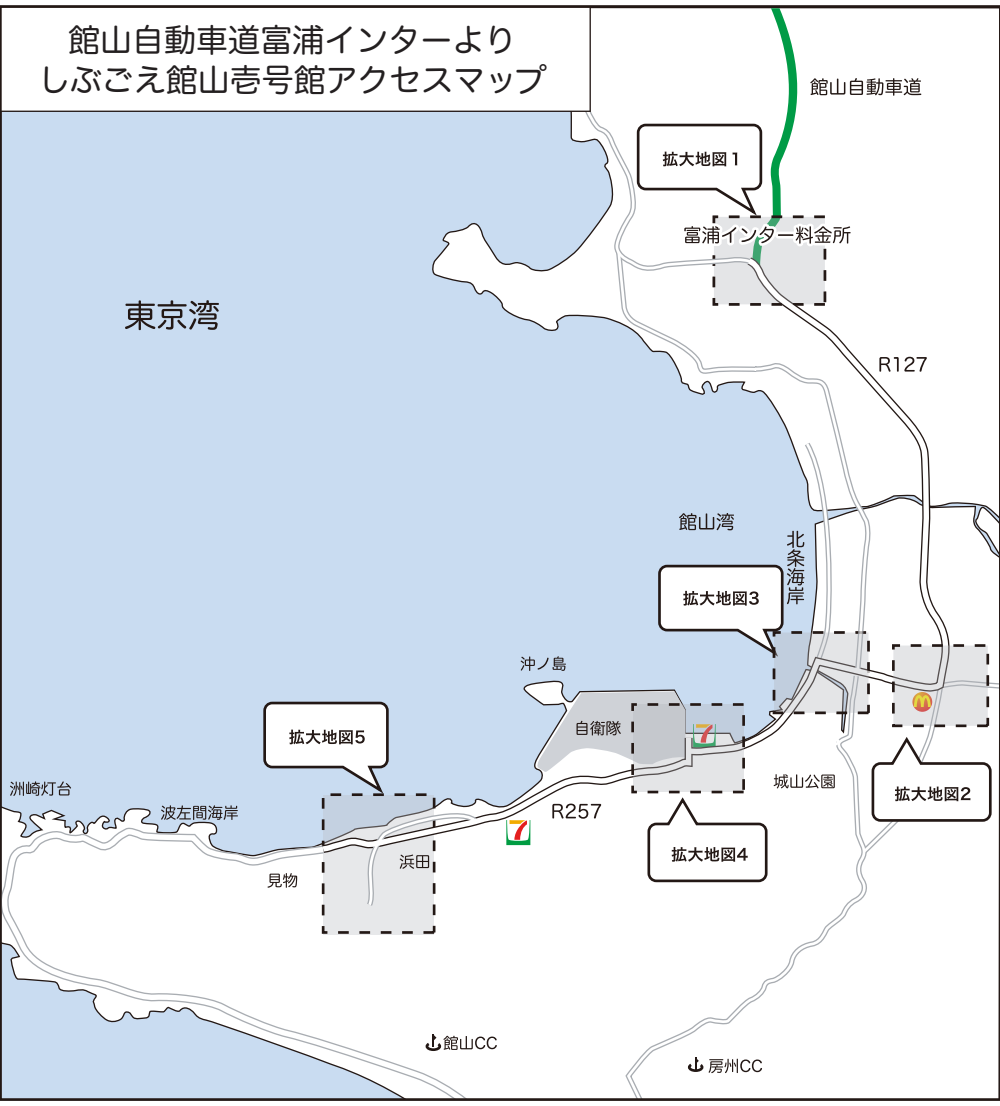 館山自動車道富浦インターより
しぶごえ館山壱号館アクセスマップ
館山自動車道
拡大地図1
富浦インター料金所
東京湾
R127
館山湾
北条海岸
拡大地図3
沖ノ島
自衛隊
7
M
拡大地図5
城山公園
洲崎灯台
波左間海岸
R257
拡大地図2
7
浜田
拡大地図4
見物
館山CC
房州CC